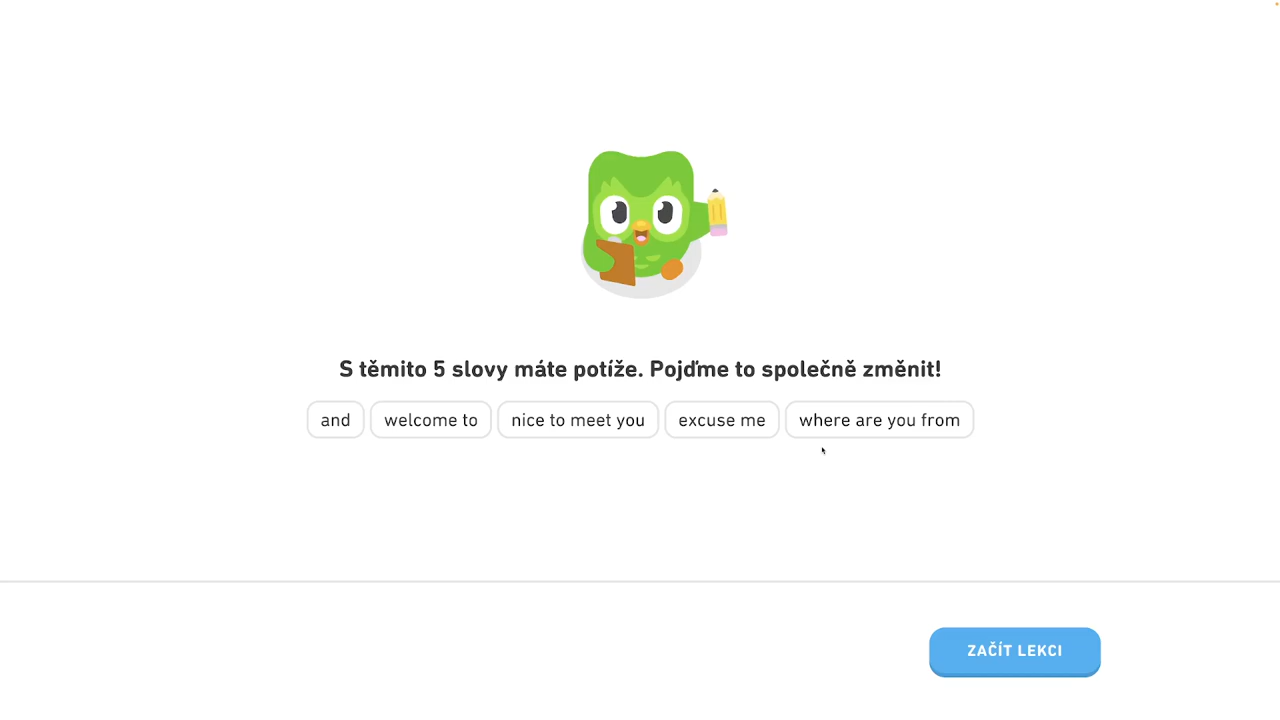 S těmito 5 slovy máte potíže. Pojďme to společně změnit!
and welcome to nice to meet you excuse me where are you from
ZAČÍT LEKCI